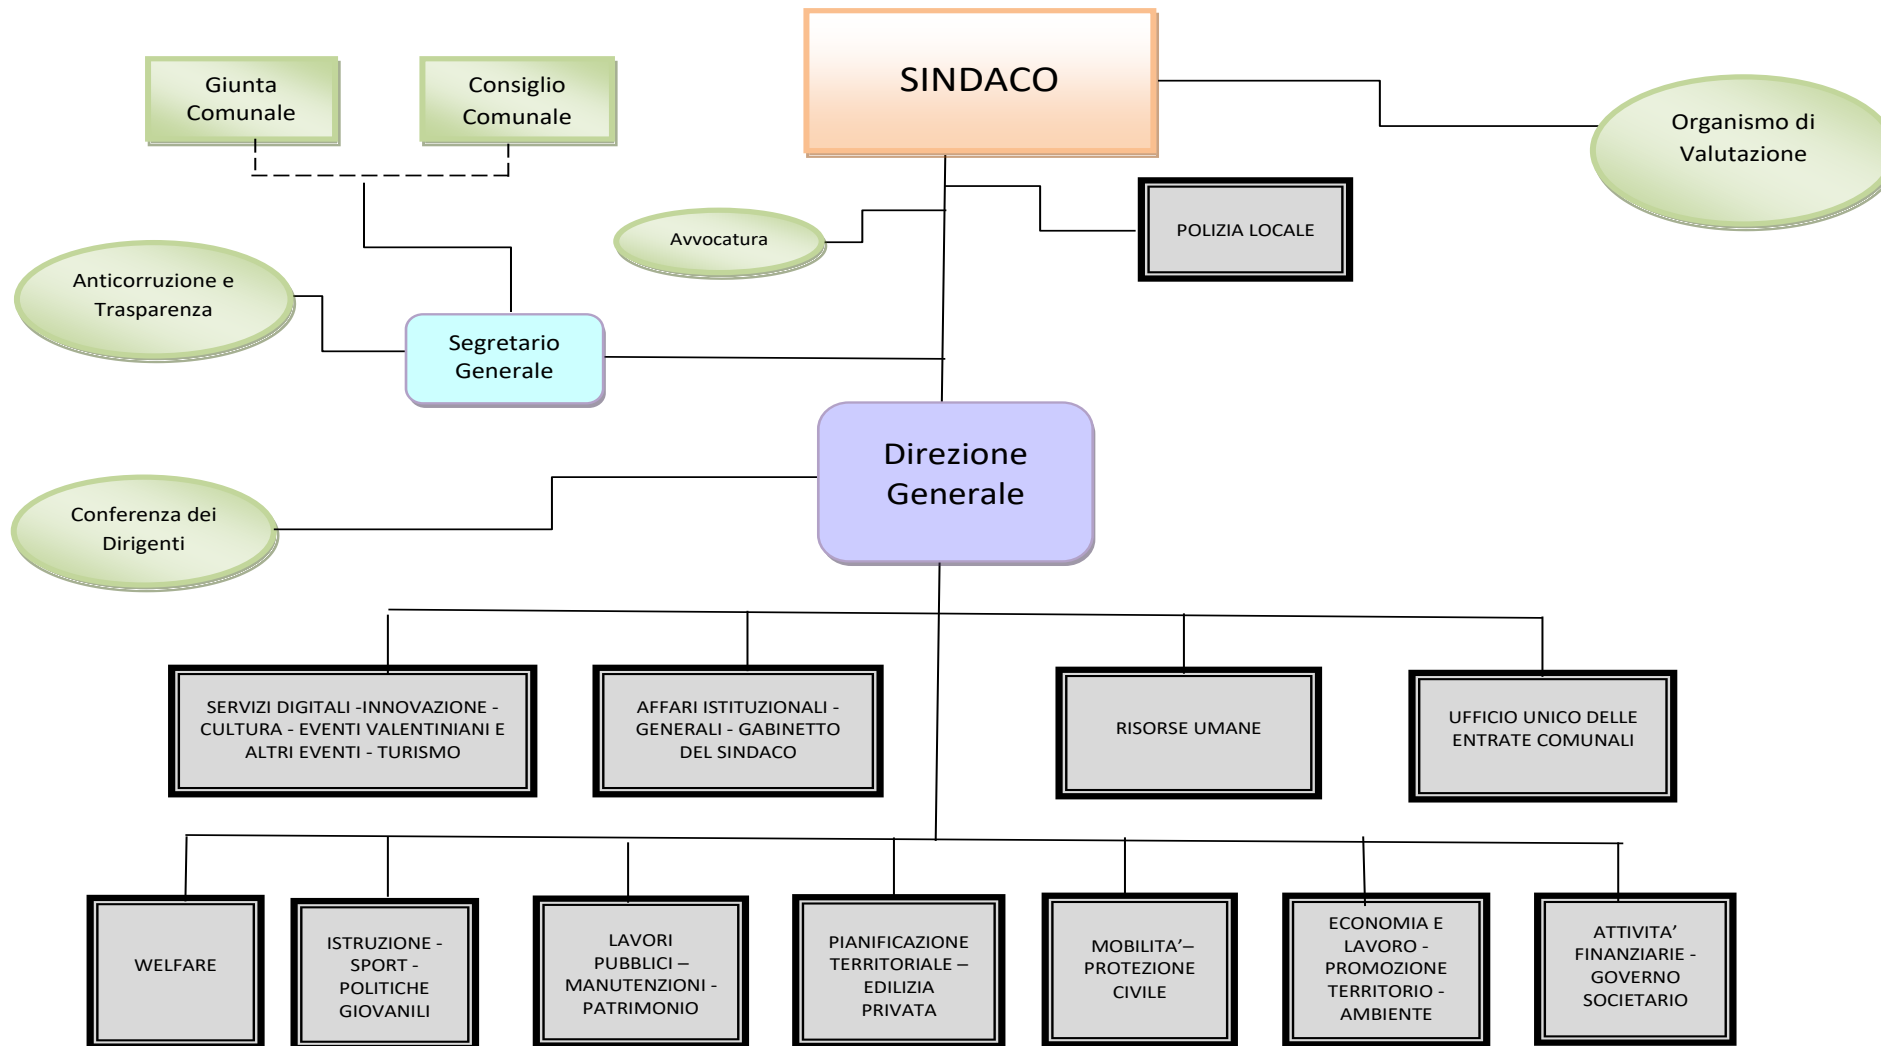 SINDACO
Giunta
Comunale
Consiglio
Comunale
Organismo di
Valutazione
POLIZIA LOCALE
Avvocatura
Anticorruzione e
Trasparenza
Segretario
Generale
Direzione
Generale
Conferenza dei
Dirigenti
SERVIZI DIGITALI -INNOVAZIONE -
CULTURA - EVENTI VALENTINIANI E
ALTRI EVENTI - TURISMO
AFFARI ISTITUZIONALI -
GENERALI - GABINETTO
DEL SINDACO
RISORSE UMANE
UFFICIO UNICO DELLE
ENTRATE COMUNALI
WELFARE
ISTRUZIONE -
SPORT -
POLITICHE
GIOVANILI
LAVORI
PUBBLICI –
MANUTENZIONI -
PATRIMONIO
PIANIFICAZIONE
TERRITORIALE –
EDILIZIA
PRIVATA
MOBILITA’–
PROTEZIONE
CIVILE
ECONOMIA E
LAVORO -
PROMOZIONE
TERRITORIO -
AMBIENTE
ATTIVITA’
FINANZIARIE -
GOVERNO
SOCIETARIO